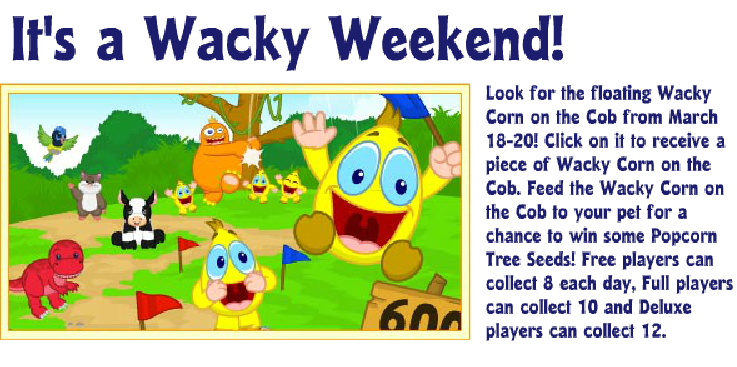 It's a Wacky Weekend!
Look for the floating Wacky
Corn on the Cob from March
18-20! Click on it to receive a
piece of Wacky Corn on the
Cob. Feed the Wacky Corn on
the Cob to your pet for a
chance to win some Popcorn
Tree Seeds! Free players can
collect 8 each day, Full players
can collect 10 and Deluxe
players can collect 12.